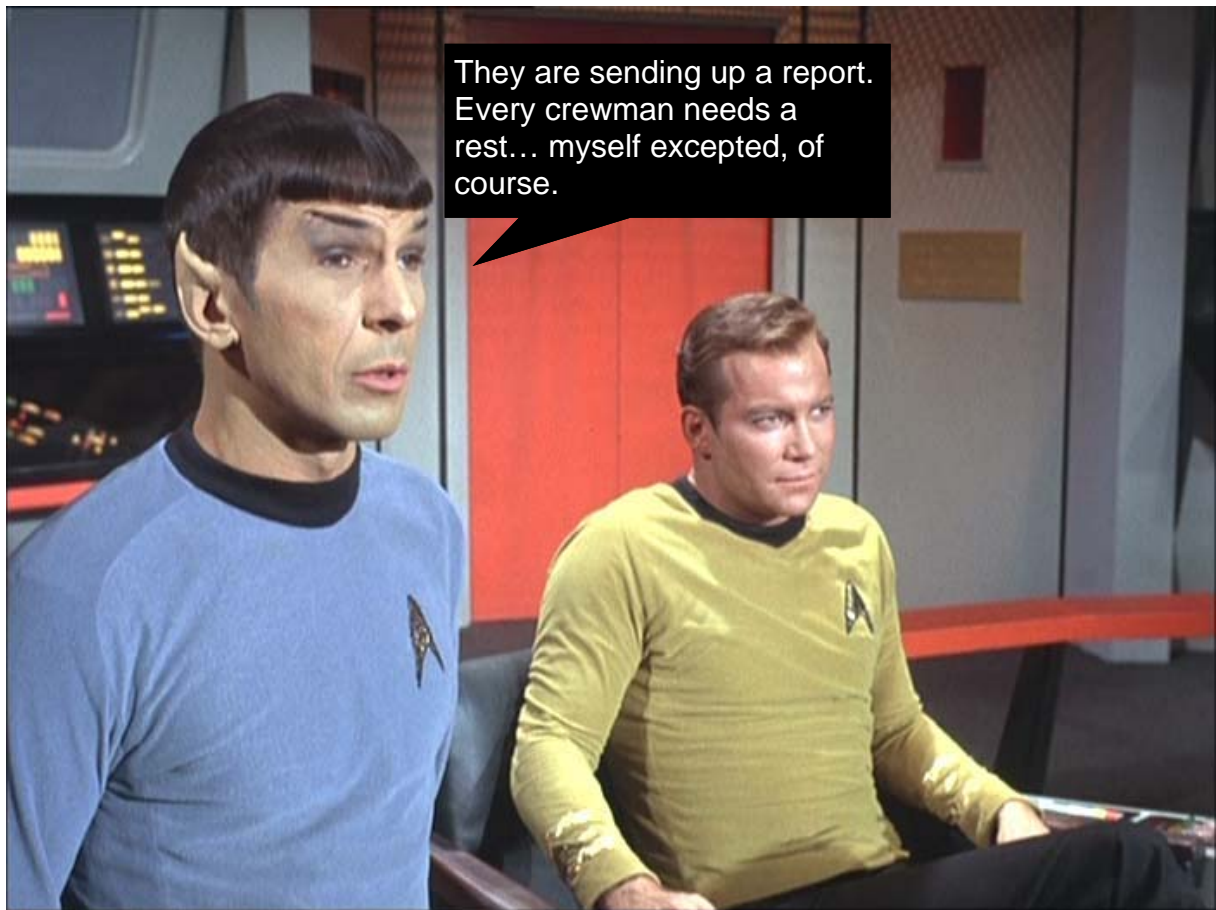 They are sending up a report.
Every crewman needs a
rest… myself excepted, of
course.